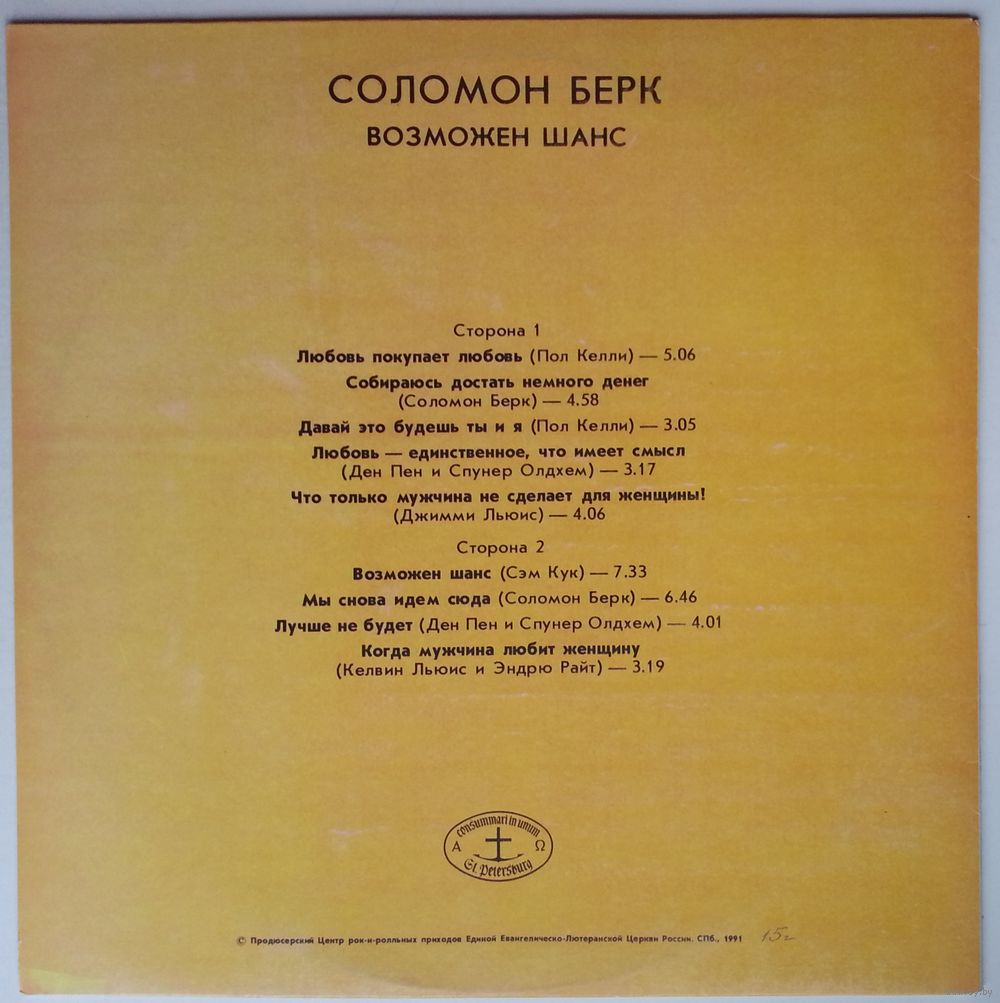 СОЛОМОН БЕРК
ВОЗМОЖЕН ШАНС
Сторона 1
Любовь покупает любовь (Пол Келли) — 5.06
Собираюсь достать немного денег
(Соломон Берк) — 4.58
Давай это будешь ты и я (Пол Келли) — 3.05
Любовь — единственное, что имеет смысл
(Ден Пен и Спунер Олдхем) — 3.17
Что только мужчина не сделает для женщины!
(Джимми Льюис) — 4.06
Сторона 2
Возможен шанс (Сэм Кук) — 7.33
Мы снова идем сюда (Соломон Берк) — 6.46
Лучше не будет (Ден Пен и Спунер Олдхем) — 4.01
Когда мужчина любит женщину
(Келвин Льюис и Эндрю Райт) — 3.19
consummari in unum
Α Ω
St. Petersburg
© Продюсерский Центр рок-и-ролльных приходов Единой Евангелическо-Лютеранской Церкви России. СПб., 1991